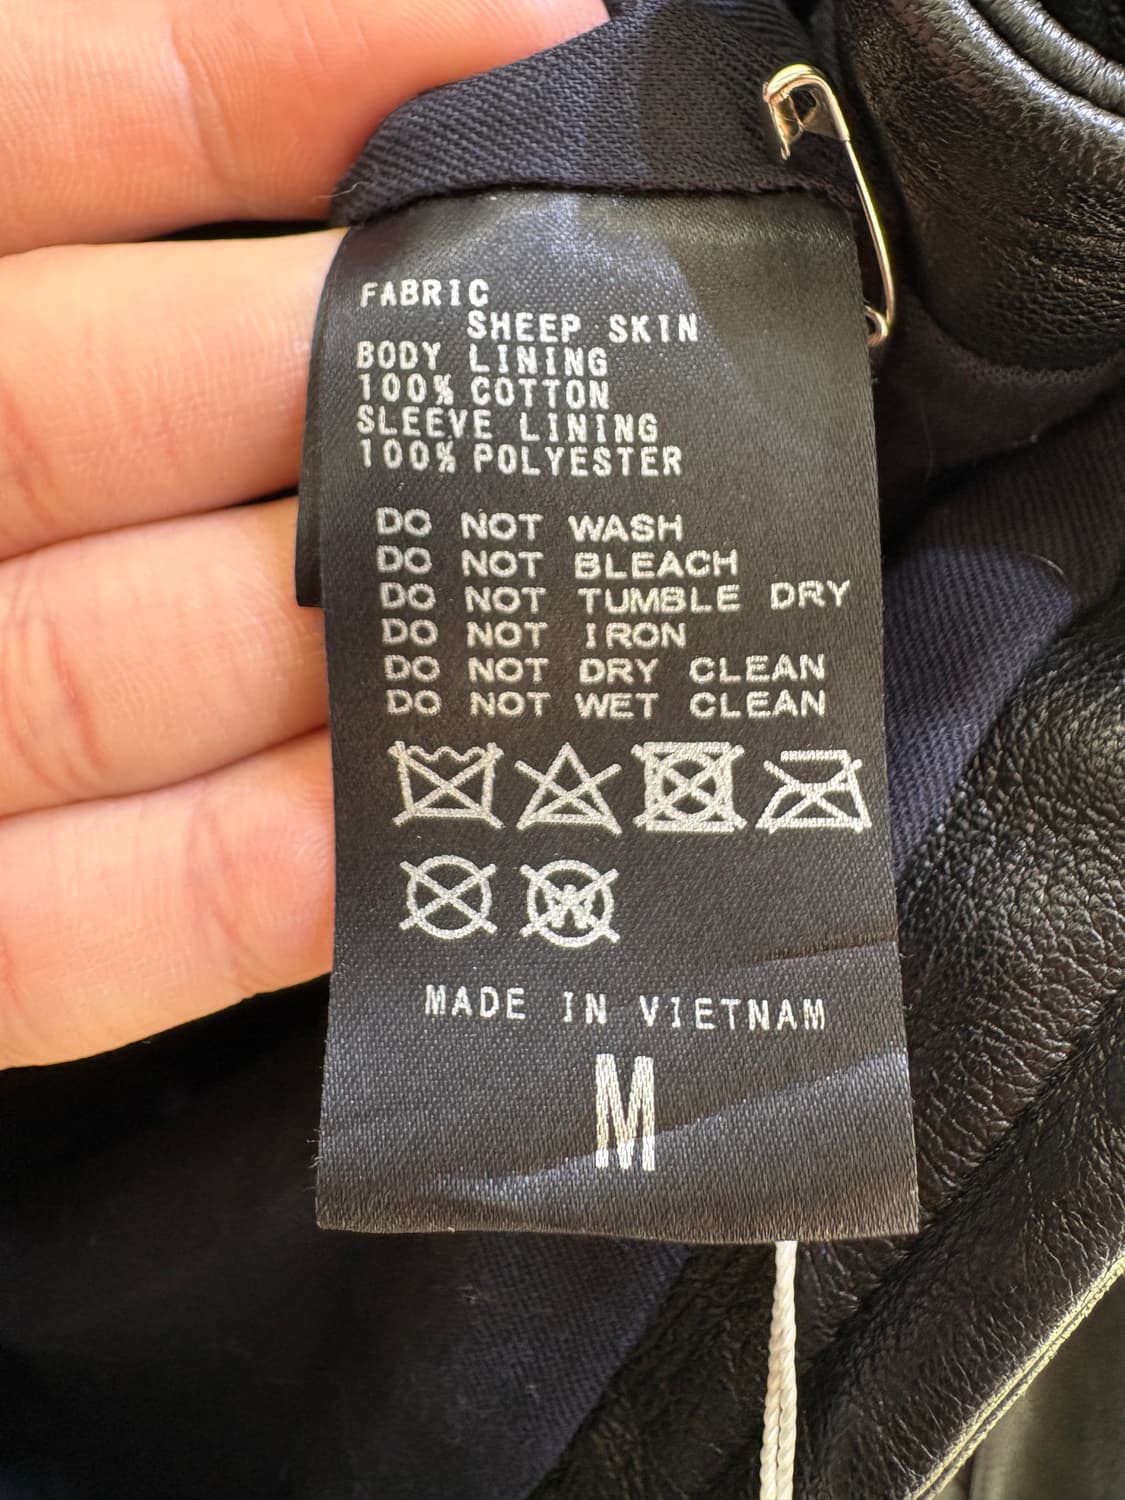 FABRIC
SHEEP SKIN
BODY LINING
100% COTTON
SLEEVE LINING
100% POLYESTER
DO NOT WASH
DO NOT BLEACH
DO NOT TUMBLE DRY
DO NOT IRON
DO NOT DRY CLEAN
DO NOT WET CLEAN
W
MADE IN VIETNAM
M